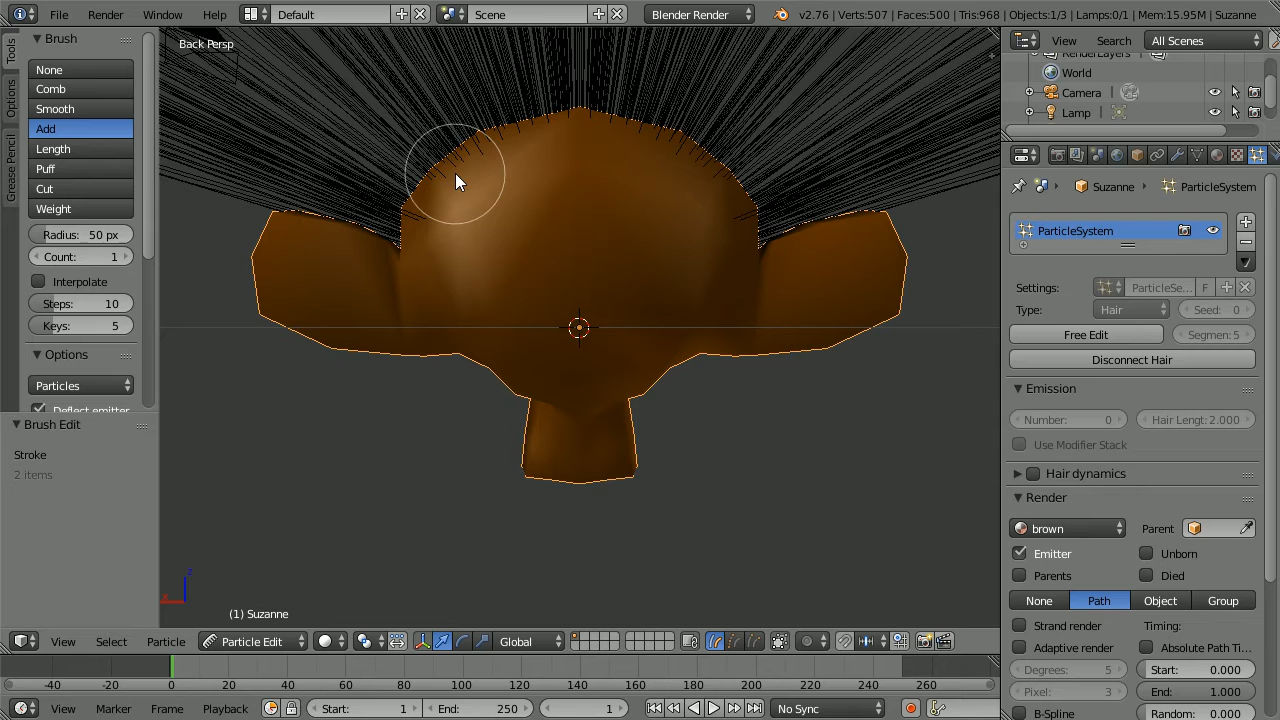 File Render Window Help Default Scene Blender Render v2.76 | Verts:507 | Faces:500 | Tris:968 | Objects:1/3 | Lamps:0/1 | Mem:15.95M | Suzanne
Brush
None
Comb
Smooth
Add
Length
Puff
Cut
Weight
Radius: 50 px
Count: 1
Interpolate
Steps: 10
Keys: 5
Options
Particles
Deflect emitter
Brush Edit
Stroke
2 items
Tools
Options
Grease Pencil
Back Persp
(1) Suzanne
View Select Particle Particle Edit Global
-40 -20 0 20 40 60 80 100 120 140 160 180 200 220 240 260
View Marker Frame Playback Start: 1 End: 250 1 No Sync
View Search All Scenes
RenderLayers
World
Camera
Lamp
Suzanne ParticleSystem
ParticleSystem
Settings: ParticleSe... F
Type: Hair Seed: 0
Free Edit Segmen: 5
Disconnect Hair
Emission
Number: 0 Hair Lengt: 2.000
Use Modifier Stack
Hair dynamics
Render
brown Parent
Emitter Unborn
Parents Died
None Path Object Group
Strand render Timing:
Adaptive render Absolute Path Ti...
Degrees: 5 Start: 0.000
Pixel: 3 End: 1.000
B-Spline Random: 0.000